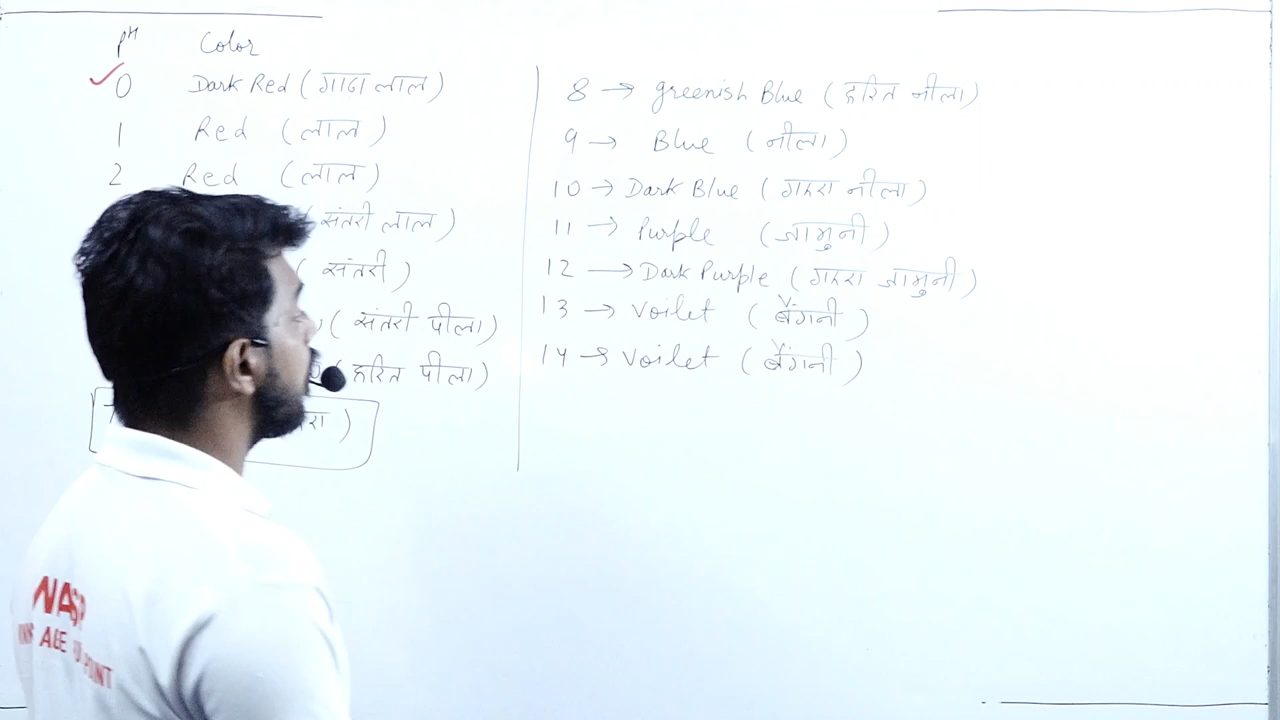 pH Color
0 Dark Red (गाढा लाल)
1 Red (लाल)
2 Red (लाल)
(संतरी लाल)
(संतरी)
(संतरी पीला)
(हरित पीला)
7 रा)
8 → greenish Blue (हरित नीला)
9 → Blue (नीला)
10 → Dark Blue (गहरा नीला)
11 → Purple (जामुनी)
12 → Dark Purple (गहरा जामुनी)
13 → Voilet (बैंगनी)
14 → Voilet (बैंगनी)